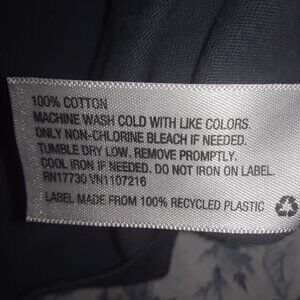 100% COTTON
MACHINE WASH COLD WITH LIKE COLORS.
ONLY NON-CHLORINE BLEACH IF NEEDED.
TUMBLE DRY LOW. REMOVE PROMPTLY.
COOL IRON IF NEEDED. DO NOT IRON ON LABEL.
RN17730 VN1107216
LABEL MADE FROM 100% RECYCLED PLASTIC